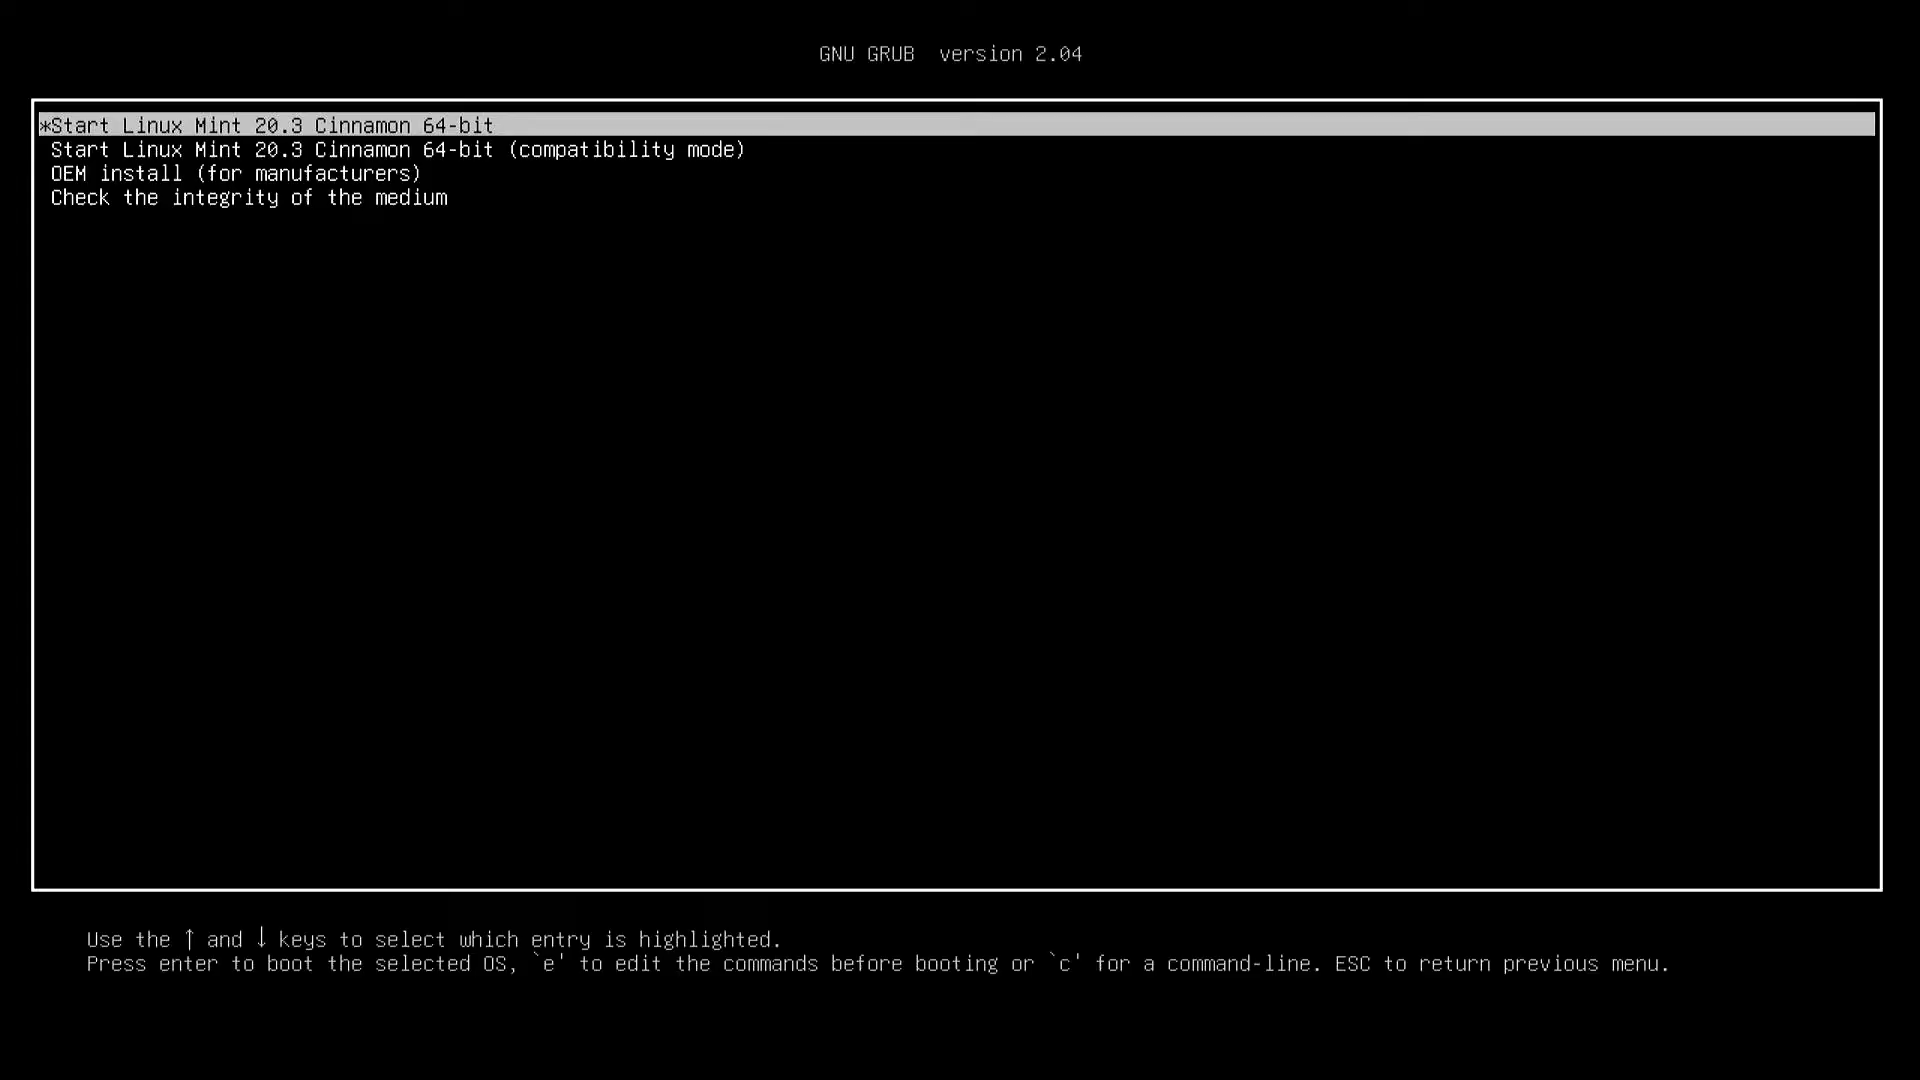 GNU GRUB  version 2.04
*Start Linux Mint 20.3 Cinnamon 64-bit
Start Linux Mint 20.3 Cinnamon 64-bit (compatibility mode)
OEM install (for manufacturers)
Check the integrity of the medium
Use the ↑ and ↓ keys to select which entry is highlighted.
Press enter to boot the selected OS, `e' to edit the commands before booting or `c' for a command-line. ESC to return previous menu.